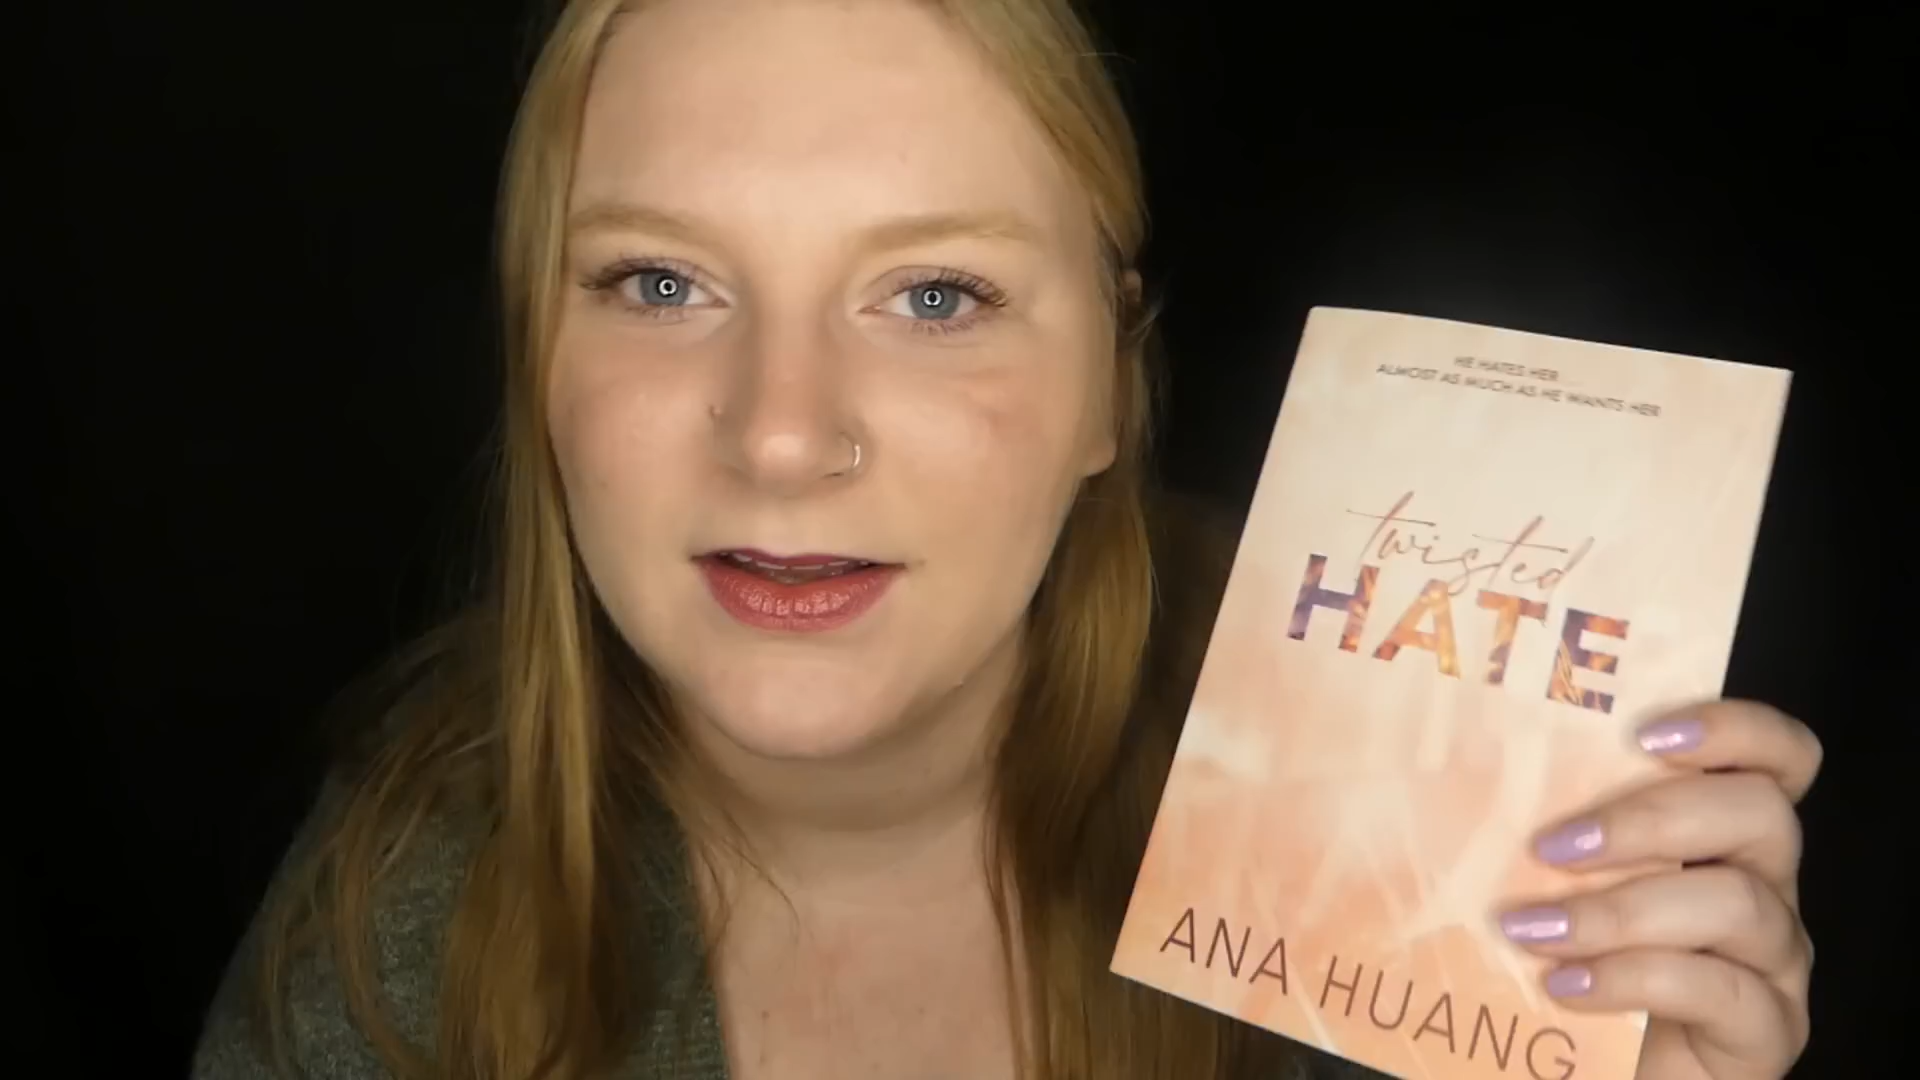 HE HATES HER
ALMOST AS MUCH AS HE WANTS HER
twisted
HATE
ANA HUANG